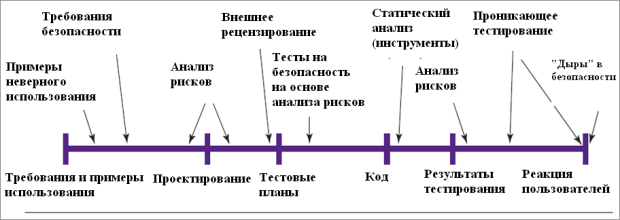 Требования
безопасности
Внешнее
рецензирование
Статический
анализ
(инструменты)
Проникающее
тестирование
Примеры
неверного
использования
Анализ
рисков
Тесты на
безопасность
на основе
анализа рисков
Анализ
рисков
"Дыры" в
безопасности
Требования и примеры
использования
Проектирование
Тестовые
планы
Код
Результаты
тестирования
Реакция
пользователей